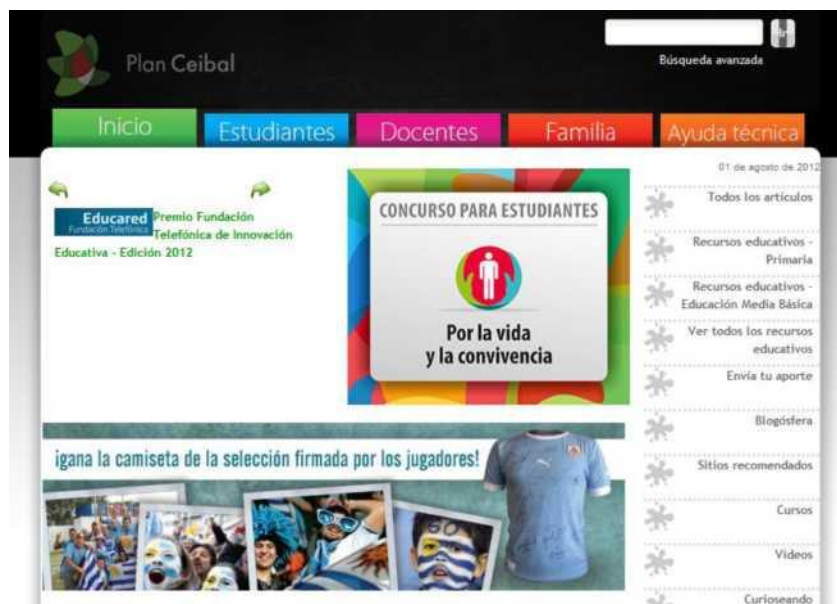 Plan Ceibal
Búsqueda avanzada
Inicio
Estudiantes
Docentes
Familia
Ayuda técnica
01 de agosto de 2012
Educared
Fundación Telefónica
Premio Fundación
Telefónica de Innovación
Educativa - Edición 2012
CONCURSO PARA ESTUDIANTES
Por la vida
y la convivencia
Todos los artículos
Recursos educativos -
Primaria
Recursos educativos -
Educación Media Básica
Ver todos los recursos
educativos
Envía tu aporte
Blogósfera
Sitios recomendados
Cursos
Videos
Curioseando
¡gana la camiseta de la selección firmada por los jugadores!